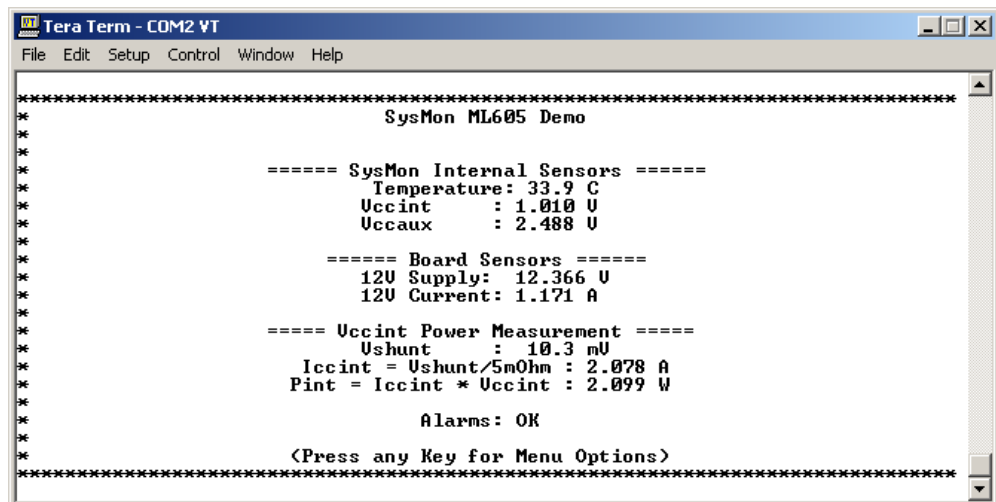 Tera Term - COM2 VT
File Edit Setup Control Window Help
*******************************************************************************
* SysMon ML605 Demo
*
*
* ====== SysMon Internal Sensors ======
* Temperature: 33.9 C
* Vccint : 1.010 V
* Vccaux : 2.488 V
*
* ====== Board Sensors ======
* 12V Supply: 12.366 V
* 12V Current: 1.171 A
*
* ===== Vccint Power Measurement =====
* Vshunt : 10.3 mV
* Iccint = Vshunt/5mOhm : 2.078 A
* Pint = Iccint * Vccint : 2.099 W
*
* Alarms: OK
*
* (Press any Key for Menu Options)
*******************************************************************************